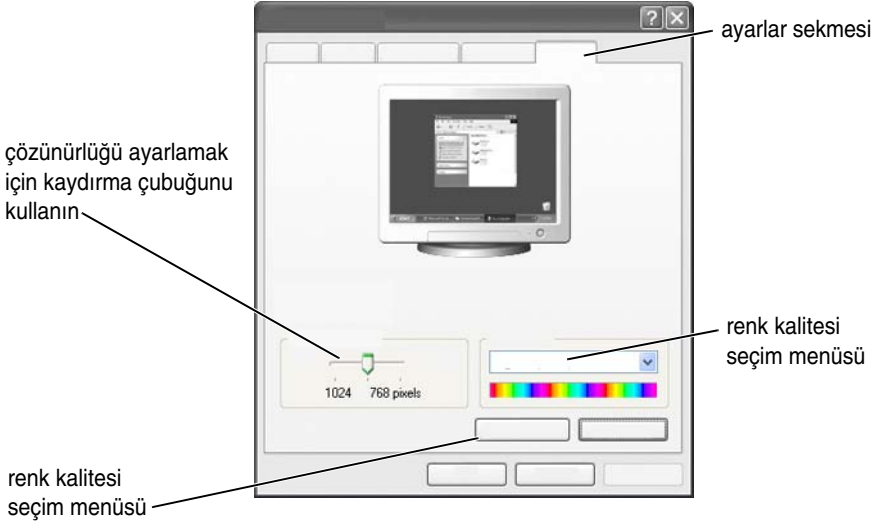 ayarlar sekmesi
çözünürlüğü ayarlamak
için kaydırma çubuğunu
kullanın
renk kalitesi
seçim menüsü
1024 768 pixels
renk kalitesi
seçim menüsü